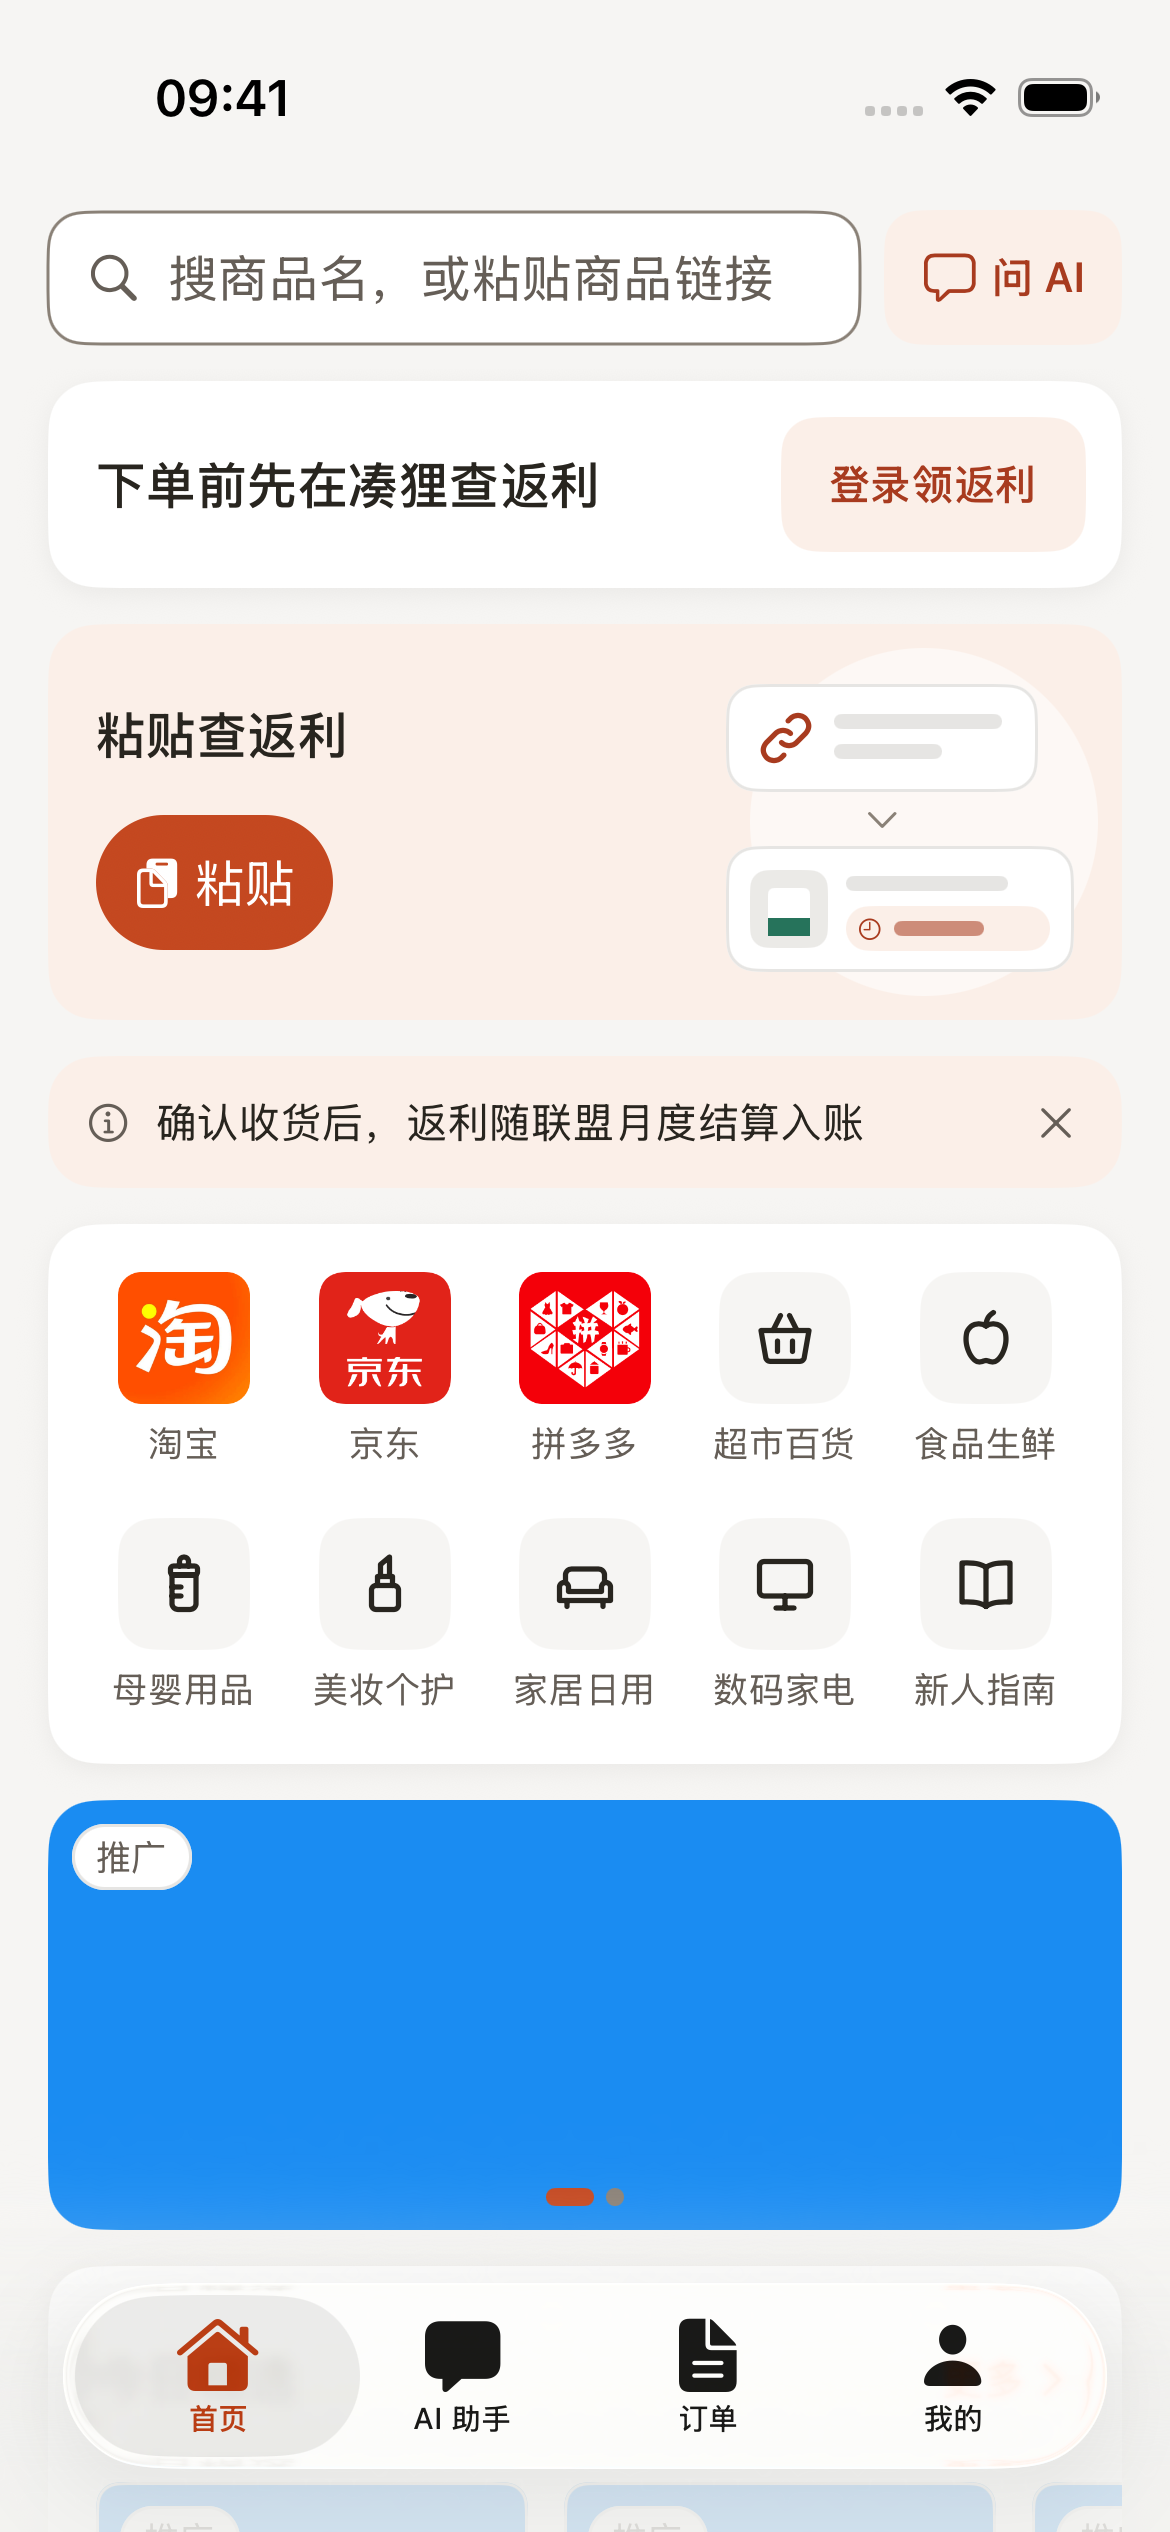 09:41
搜商品名，或粘贴商品链接
问 AI
下单前先在凑狸查返利
登录领返利
粘贴查返利
粘贴
确认收货后，返利随联盟月度结算入账
淘
京东
拼
淘宝
京东
拼多多
超市百货
食品生鲜
母婴用品
美妆个护
家居日用
数码家电
新人指南
推广
首页
AI 助手
订单
我的
推广
推广